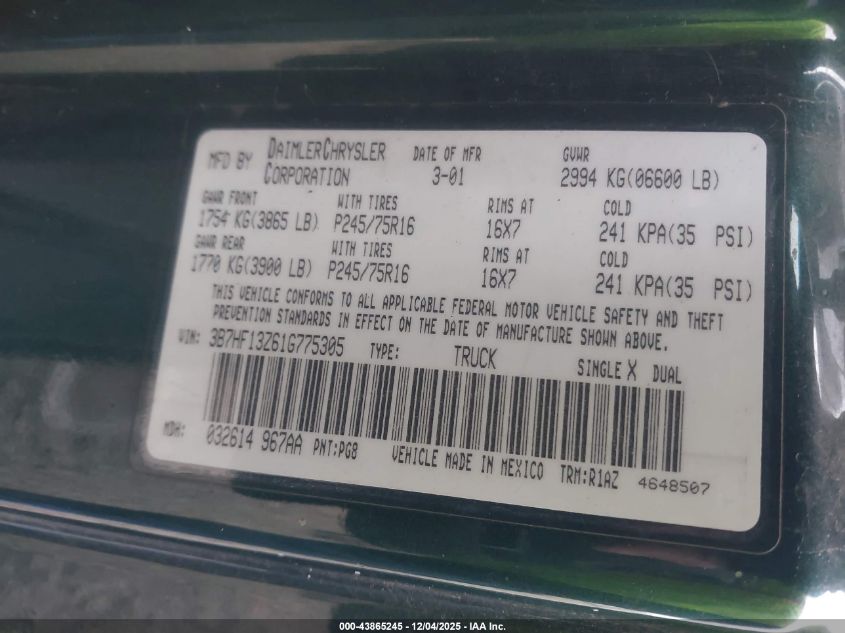 MFD BY DAIMLERCHRYSLER CORPORATION DATE OF MFR 3-01 GVWR 2994 KG(06600 LB)
GAWR FRONT WITH TIRES RIMS AT COLD
1754 KG(3865 LB) P245/75R16 16X7 241 KPA(35 PSI)
GAWR REAR WITH TIRES RIMS AT COLD
1770 KG(3900 LB) P245/75R16 16X7 241 KPA(35 PSI)
THIS VEHICLE CONFORMS TO ALL APPLICABLE FEDERAL MOTOR VEHICLE SAFETY AND THEFT
PREVENTION STANDARDS IN EFFECT ON THE DATE OF MANUFACTURE SHOWN ABOVE.
VIN: 3B7HF13Z61G775305 TYPE: TRUCK SINGLE X DUAL
MDH: 032614 967AA PNT:PG8 VEHICLE MADE IN MEXICO TRM:R1AZ 4648507
000-43865245 - 12/04/2025 - IAA Inc.